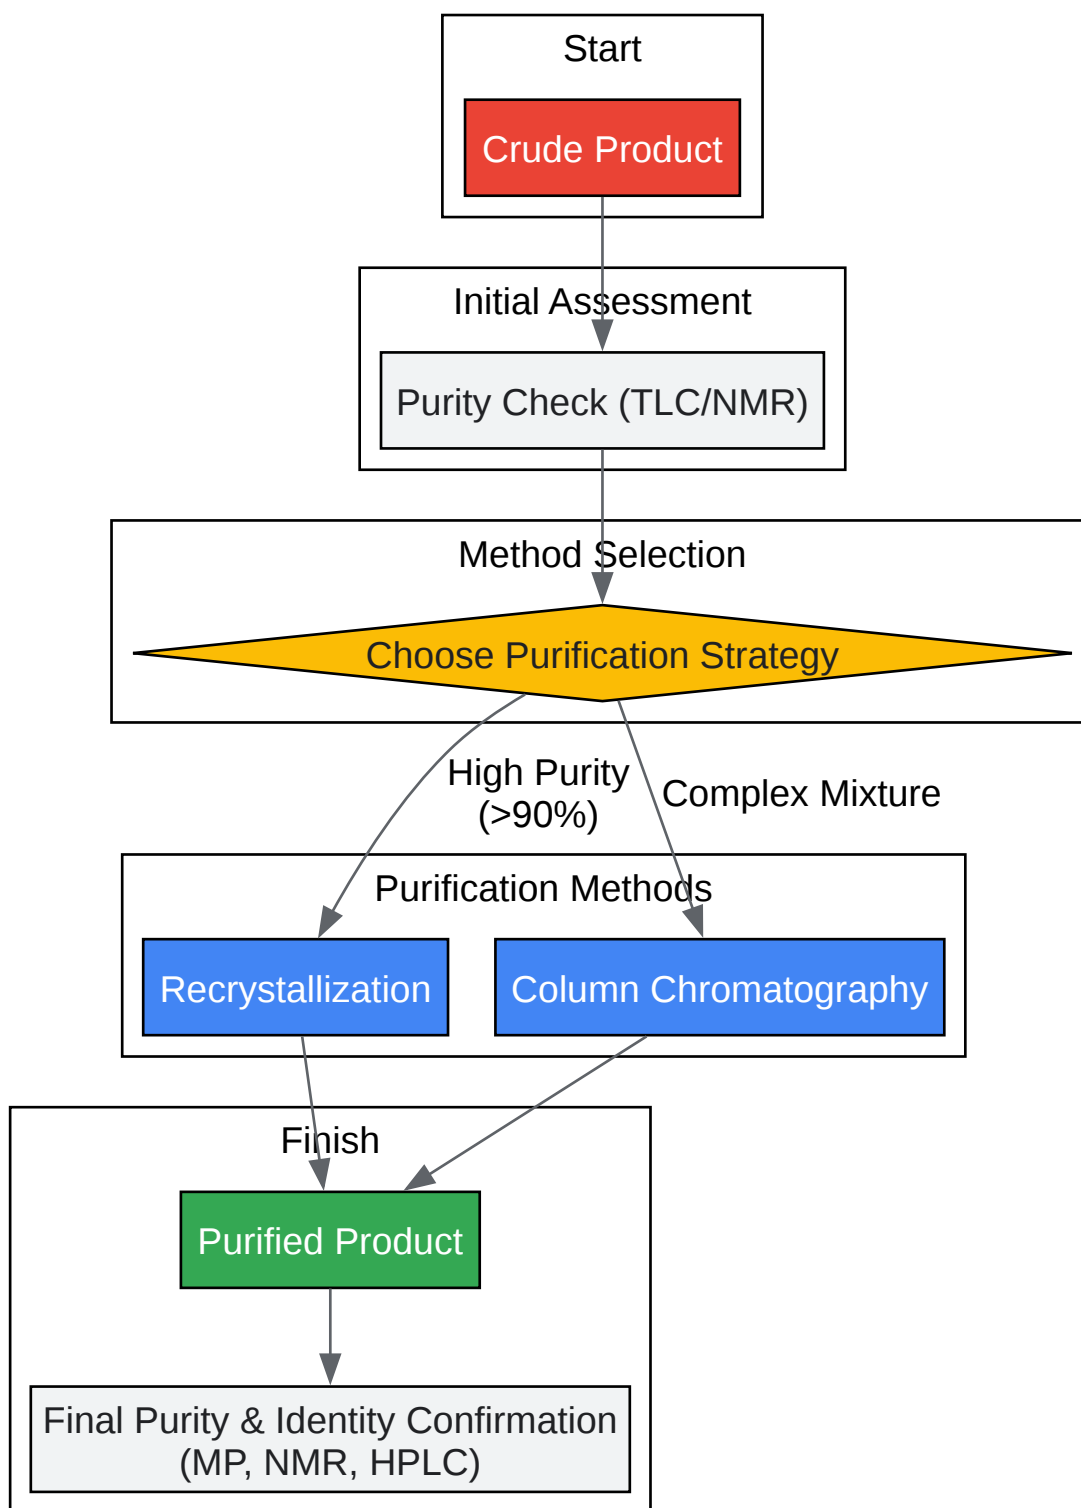 Start
Crude Product
Initial Assessment
Purity Check (TLC/NMR)
Method Selection
Choose Purification Strategy
High Purity
(>90%)
Complex Mixture
Purification Methods
Recrystallization
Column Chromatography
Finish
Purified Product
Final Purity & Identity Confirmation
(MP, NMR, HPLC)